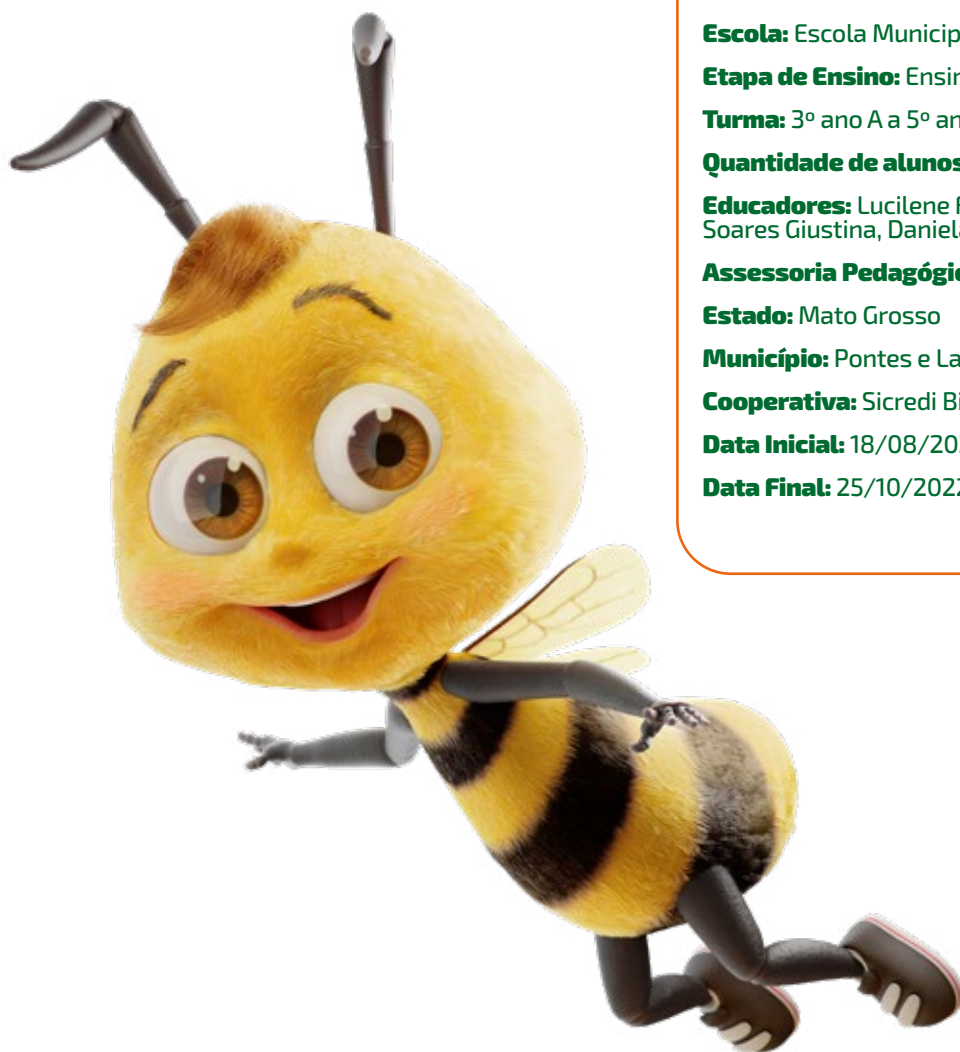 Escola: Escola Municip
Etapa de Ensino: Ensin
Turma: 3º ano A a 5º an
Quantidade de alunos
Educadores: Lucilene
Soares Giustina, Daniela
Assessoria Pedagógic
Estado: Mato Grosso
Município: Pontes e La
Cooperativa: Sicredi Bi
Data Inicial: 18/08/20
Data Final: 25/10/2022